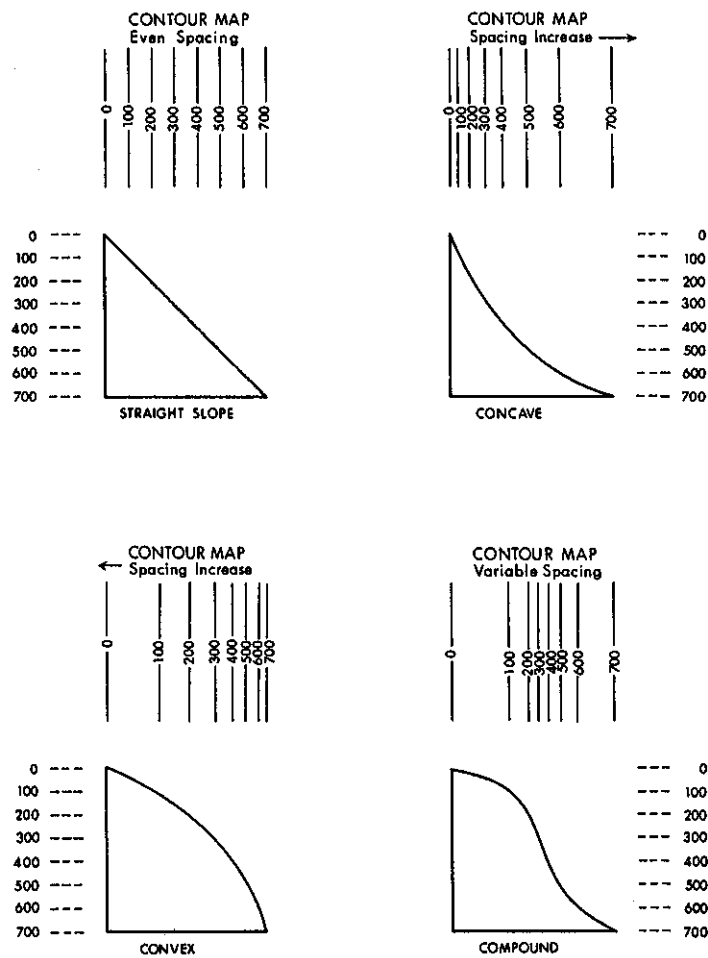 CONTOUR MAP
Even Spacing
0 100 200 300 400 500 600 700
0
100
200
300
400
500
600
700
STRAIGHT SLOPE
CONTOUR MAP
Spacing Increase →
0 100 200 300 400 500 600 700
0
100
200
300
400
500
600
700
CONCAVE
CONTOUR MAP
← Spacing Increase
0 100 200 300 400 500 600 700
0
100
200
300
400
500
600
700
CONVEX
CONTOUR MAP
Variable Spacing
0 100 200 300 400 500 600 700
0
100
200
300
400
500
600
700
COMPOUND